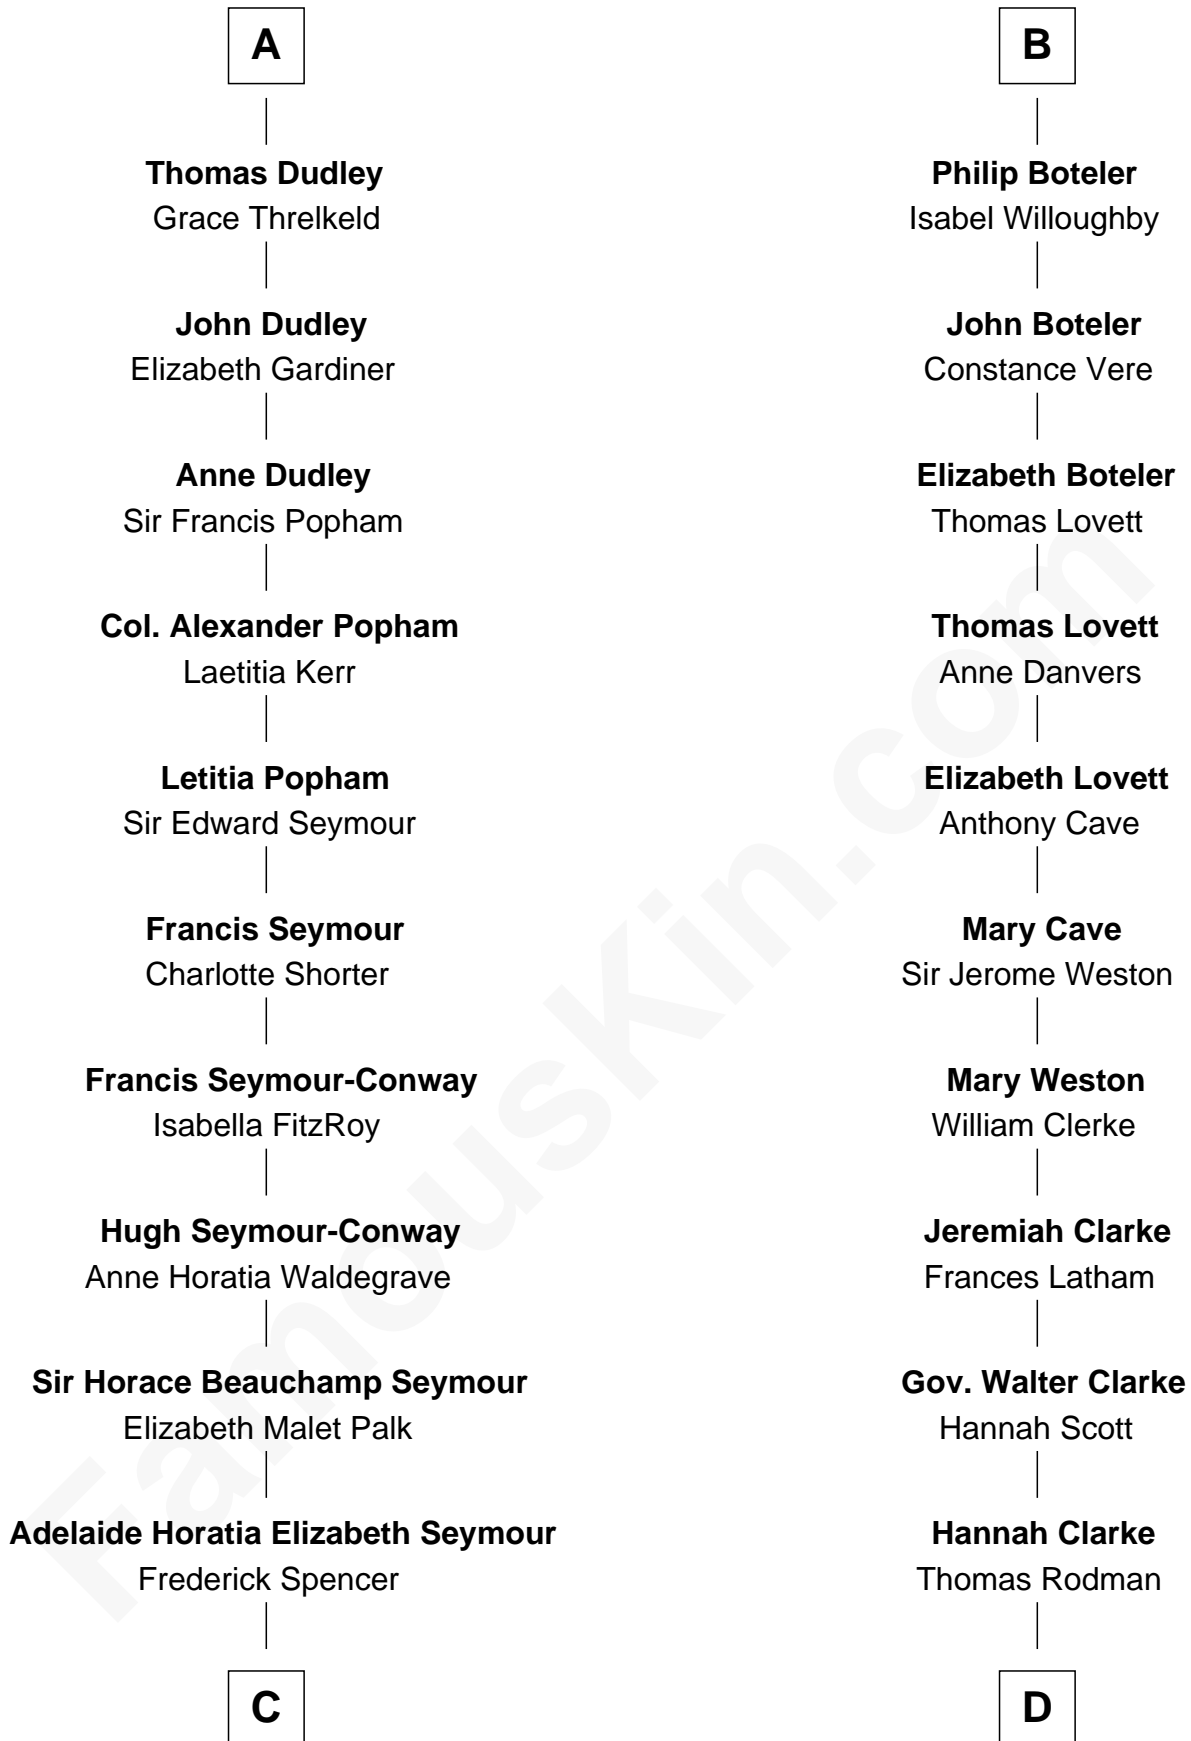 A
Thomas Dudley
Grace Threlkeld
John Dudley
Elizabeth Gardiner
Anne Dudley
Sir Francis Popham
Col. Alexander Popham
Laetitia Kerr
Letitia Popham
Sir Edward Seymour
Francis Seymour
Charlotte Shorter
Francis Seymour-Conway
Isabella FitzRoy
Hugh Seymour-Conway
Anne Horatia Waldegrave
Sir Horace Beauchamp Seymour
Elizabeth Malet Palk
Adelaide Horatia Elizabeth Seymour
Frederick Spencer
C
B
Philip Boteler
Isabel Willoughby
John Boteler
Constance Vere
Elizabeth Boteler
Thomas Lovett
Thomas Lovett
Anne Danvers
Elizabeth Lovett
Anthony Cave
Mary Cave
Sir Jerome Weston
Mary Weston
William Clerke
Jeremiah Clarke
Frances Latham
Gov. Walter Clarke
Hannah Scott
Hannah Clarke
Thomas Rodman
D
FamousKin.com